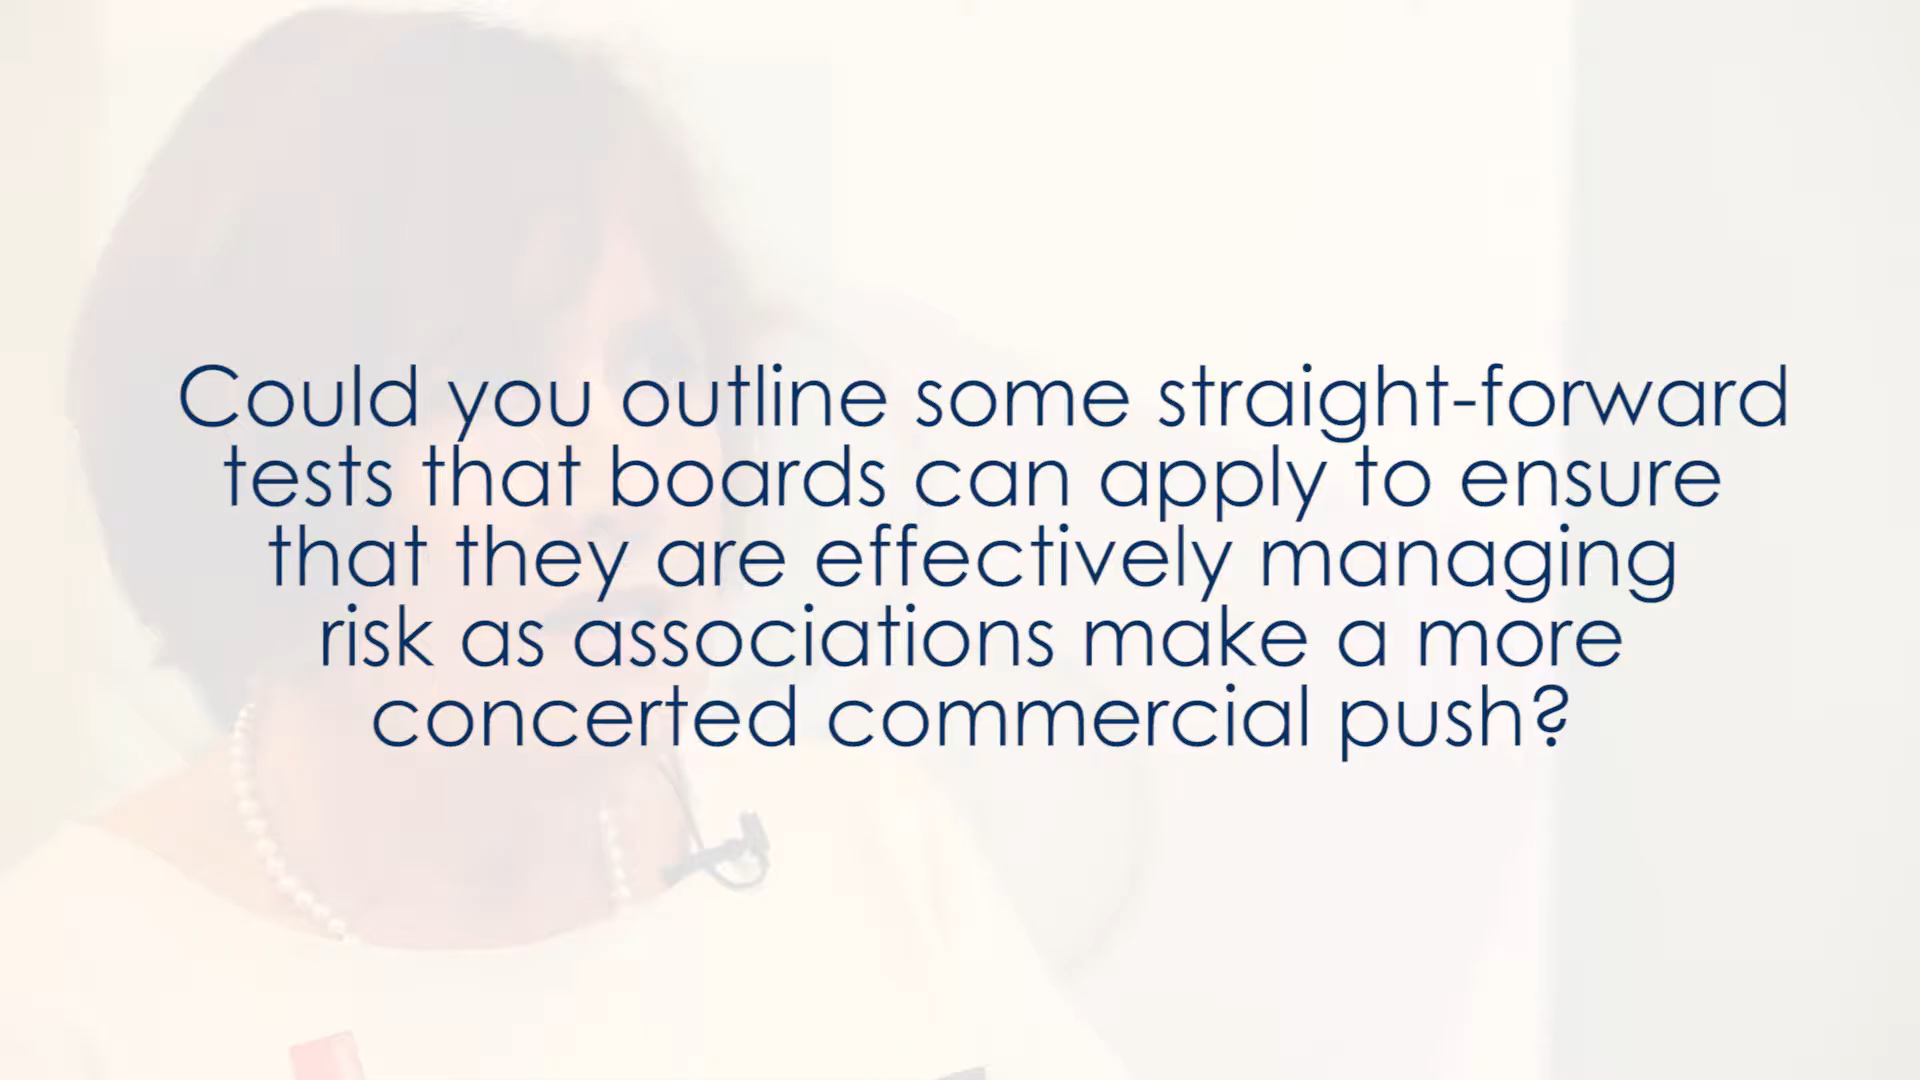 Could you outline some straight-forward
tests that boards can apply to ensure
that they are effectively managing
risk as associations make a more
concerted commercial push?